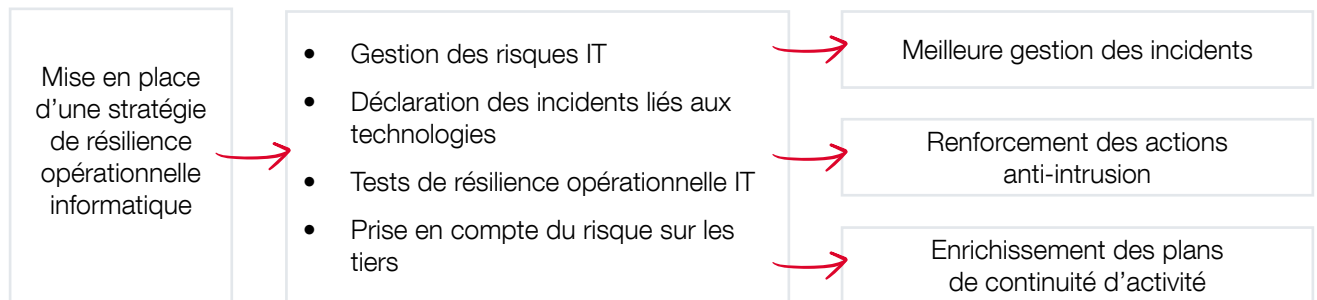 Mise en place
d’une stratégie
de résilience
opérationnelle
informatique
• Gestion des risques IT
• Déclaration des incidents liés aux
technologies
• Tests de résilience opérationnelle IT
• Prise en compte du risque sur les
tiers
Meilleure gestion des incidents
Renforcement des actions
anti-intrusion
Enrichissement des plans
de continuité d’activité